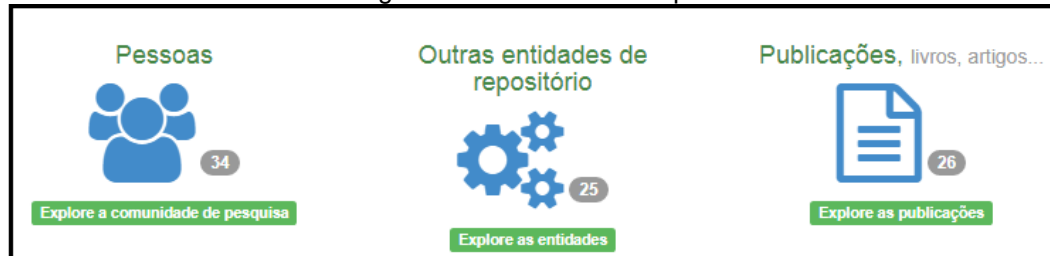 Pessoas
34
Explore a comunidade de pesquisa
Outras entidades de
repositório
25
Explore as entidades
Publicações, livros, artigos...
26
Explore as publicações